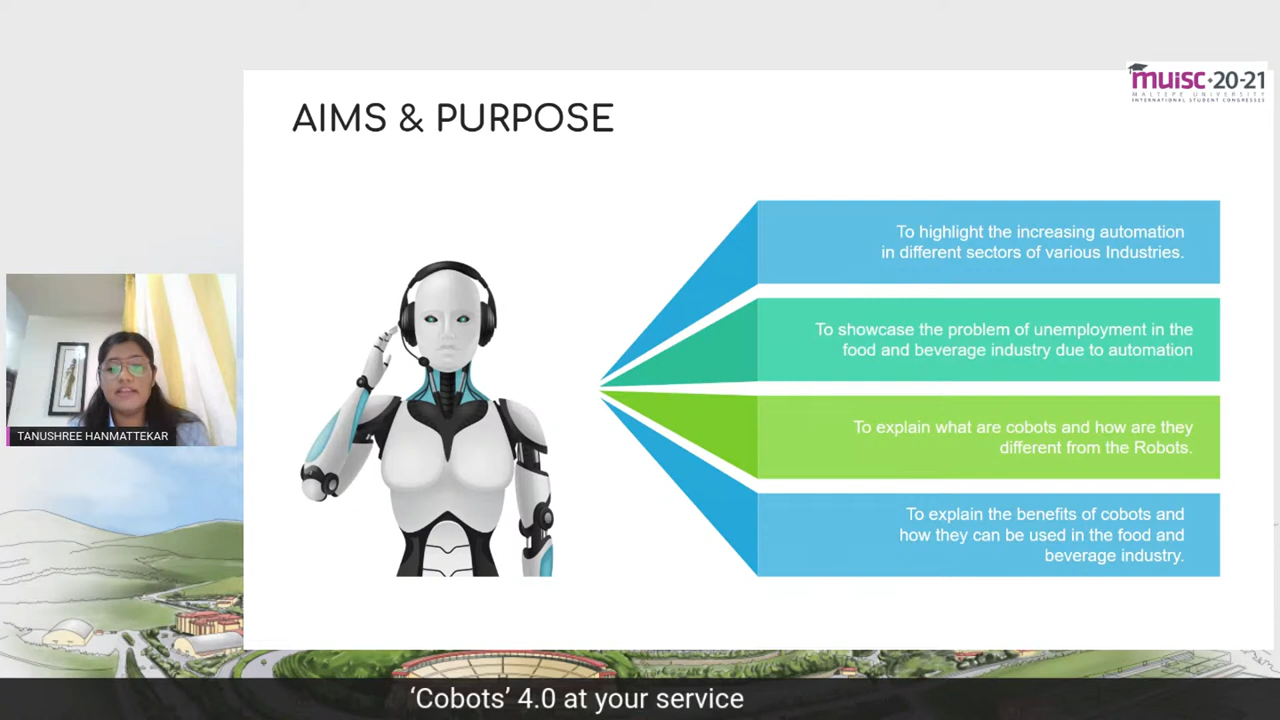 muisc·20-21
MALTEPE UNIVERSITY
INTERNATIONAL STUDENT CONGRESSES
AIMS & PURPOSE
To highlight the increasing automation
in different sectors of various Industries.
To showcase the problem of unemployment in the
food and beverage industry due to automation
To explain what are cobots and how are they
different from the Robots.
To explain the benefits of cobots and
how they can be used in the food and
beverage industry.
TANUSHREE HANMATTEKAR
‘Cobots’ 4.0 at your service